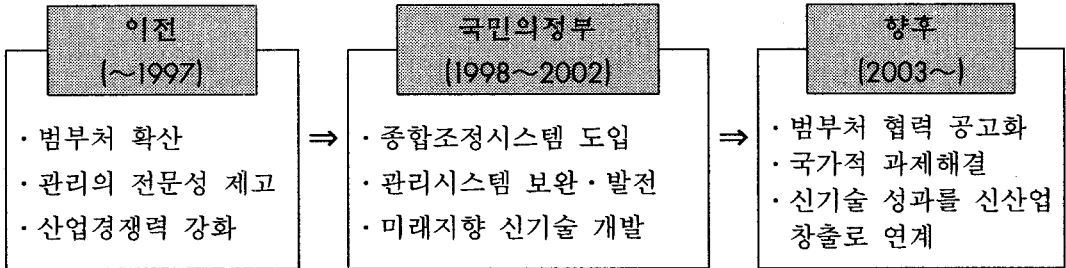 이전
(~1997)
· 범부처 확산
· 관리의 전문성 제고
· 산업경쟁력 강화
⇒
국민의정부
(1998~2002)
· 종합조정시스템 도입
· 관리시스템 보완 · 발전
· 미래지향 신기술 개발
⇒
향후
(2003~)
· 범부처 협력 공고화
· 국가적 과제해결
· 신기술 성과를 신산업
창출로 연계